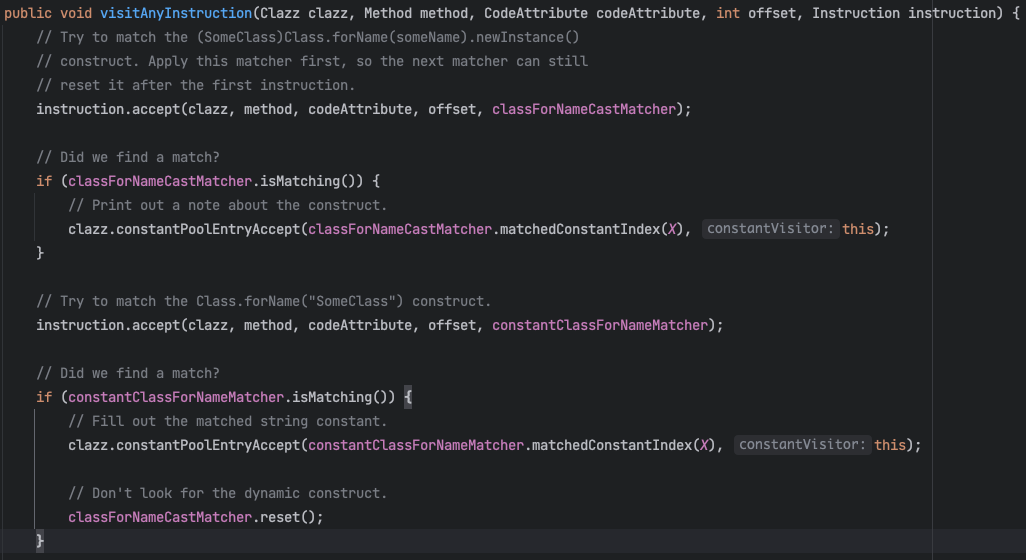 public void visitAnyInstruction(Clazz clazz, Method method, CodeAttribute codeAttribute, int offset, Instruction instruction) {
// Try to match the (SomeClass)Class.forName(someName).newInstance()
// construct. Apply this matcher first, so the next matcher can still
// reset it after the first instruction.
instruction.accept(clazz, method, codeAttribute, offset, classForNameCastMatcher);
// Did we find a match?
if (classForNameCastMatcher.isMatching()) {
// Print out a note about the construct.
clazz.constantPoolEntryAccept(classForNameCastMatcher.matchedConstantIndex(X), constantVisitor: this);
}
// Try to match the Class.forName("SomeClass") construct.
instruction.accept(clazz, method, codeAttribute, offset, constantClassForNameMatcher);
// Did we find a match?
if (constantClassForNameMatcher.isMatching()) {
// Fill out the matched string constant.
clazz.constantPoolEntryAccept(constantClassForNameMatcher.matchedConstantIndex(X), constantVisitor: this);
// Don't look for the dynamic construct.
classForNameCastMatcher.reset();
}